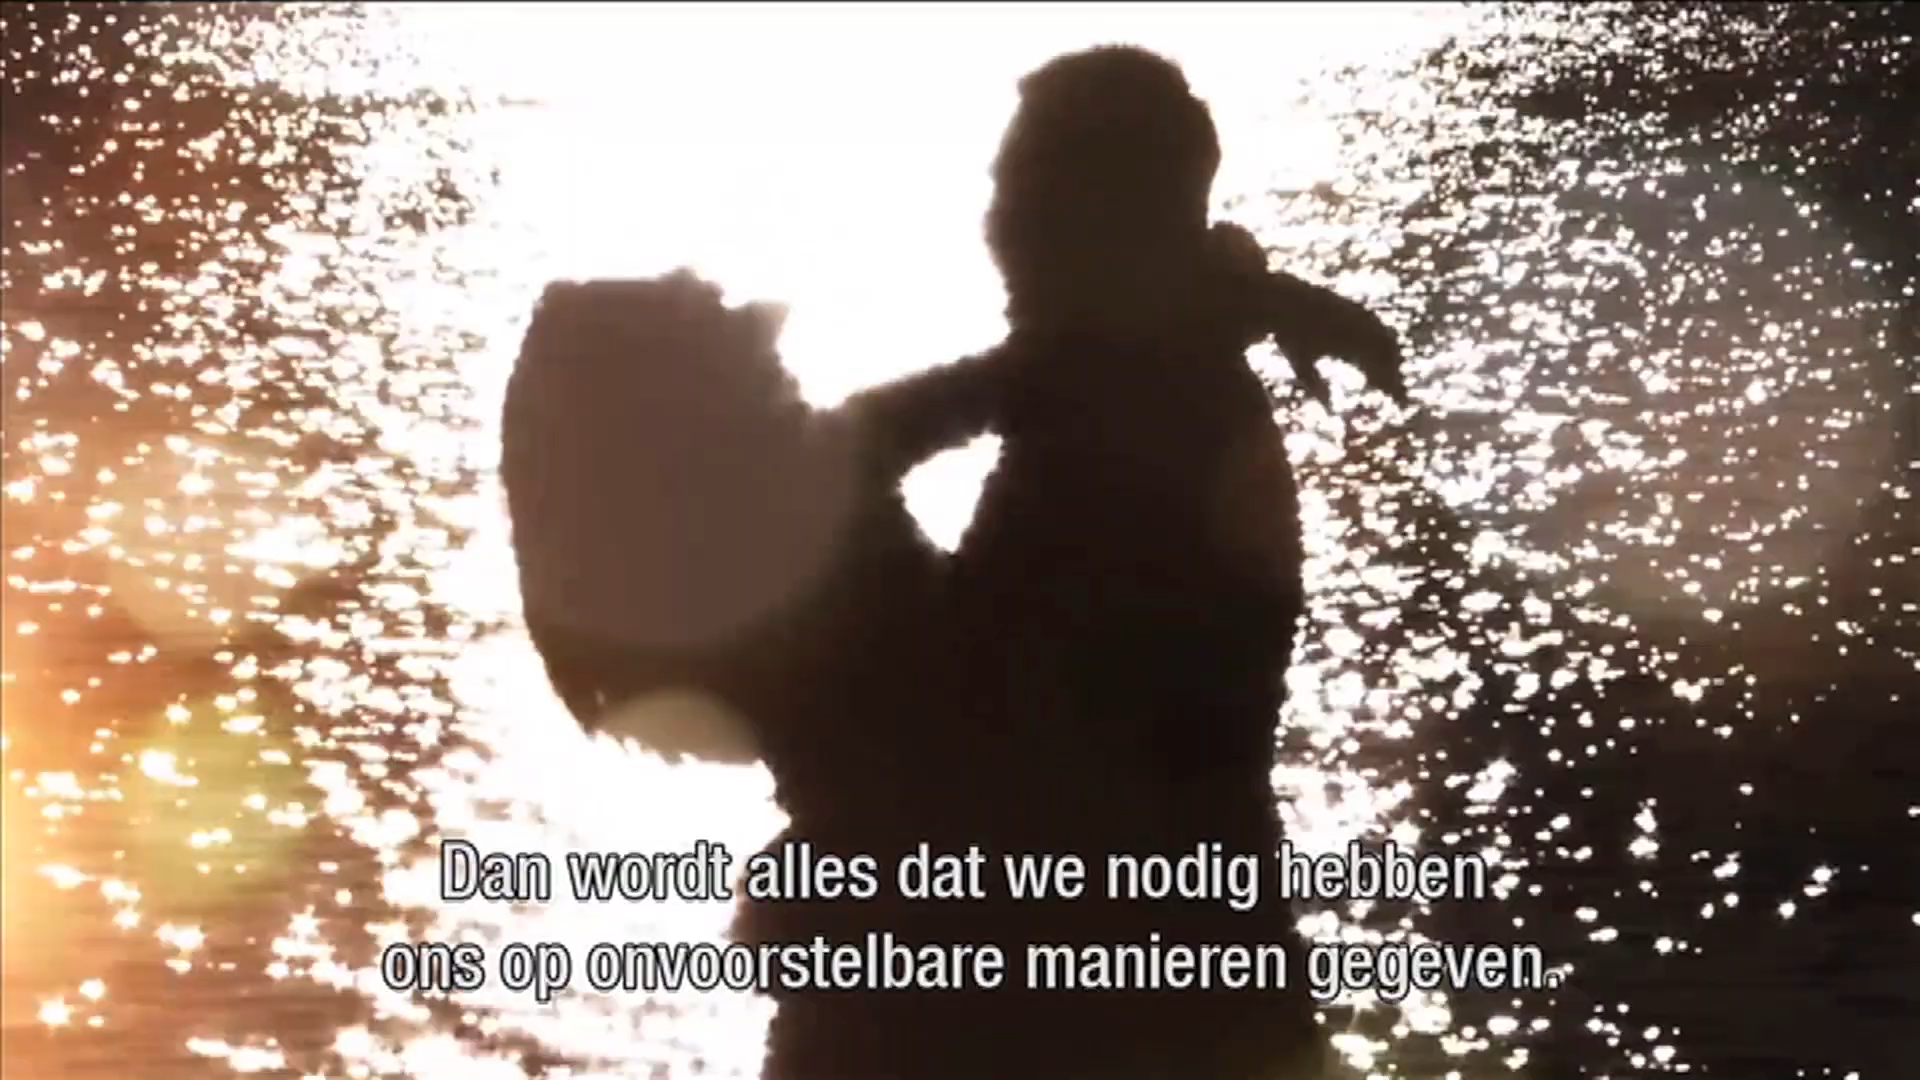 Dan wordt alles dat we nodig hebben
ons op onvoorstelbare manieren gegeven.